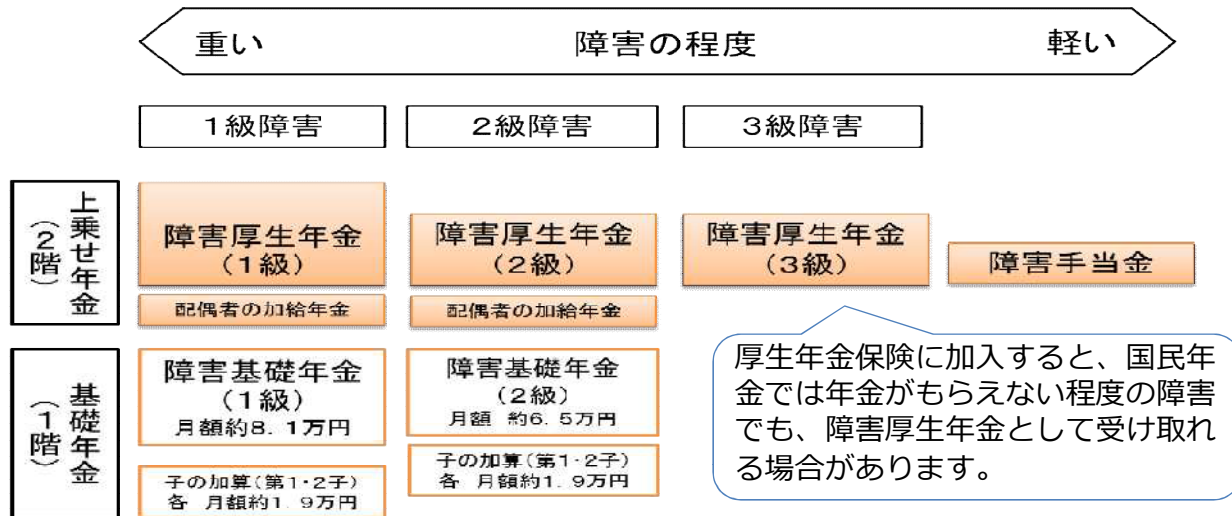 重い 障害の程度 軽い
1級障害 2級障害 3級障害
上乗せ年金
(2階)
障害厚生年金
(1級)
配偶者の加給年金
障害厚生年金
(2級)
配偶者の加給年金
障害厚生年金
(3級)
障害手当金
基礎年金
(1階)
障害基礎年金
(1級)
月額約8.1万円
子の加算(第1・2子)
各 月額約1.9万円
障害基礎年金
(2級)
月額 約6.5万円
子の加算(第1・2子)
各 月額約1.9万円
厚生年金保険に加入すると、国民年
金では年金がもらえない程度の障害
でも、障害厚生年金として受け取れ
る場合があります。